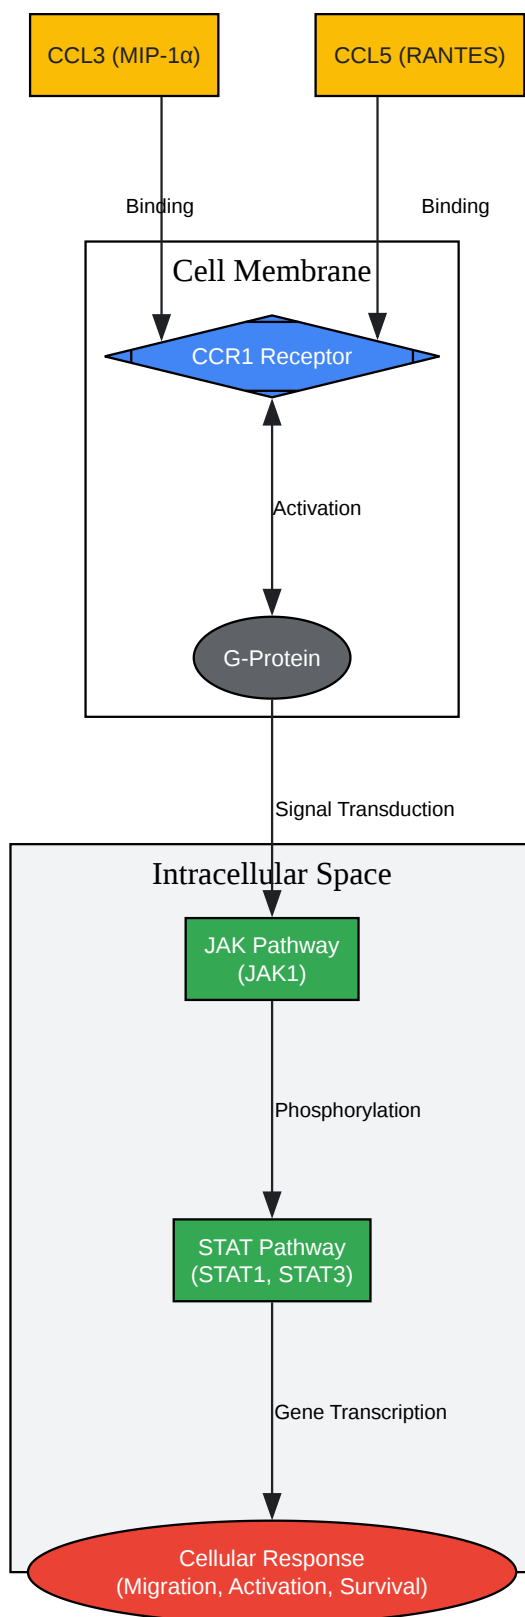 CCL3 (MIP-1α)
CCL5 (RANTES)
Binding
Binding
Cell Membrane
CCR1 Receptor
Activation
G-Protein
Signal Transduction
Intracellular Space
JAK Pathway
(JAK1)
Phosphorylation
STAT Pathway
(STAT1, STAT3)
Gene Transcription
Cellular Response
(Migration, Activation, Survival)